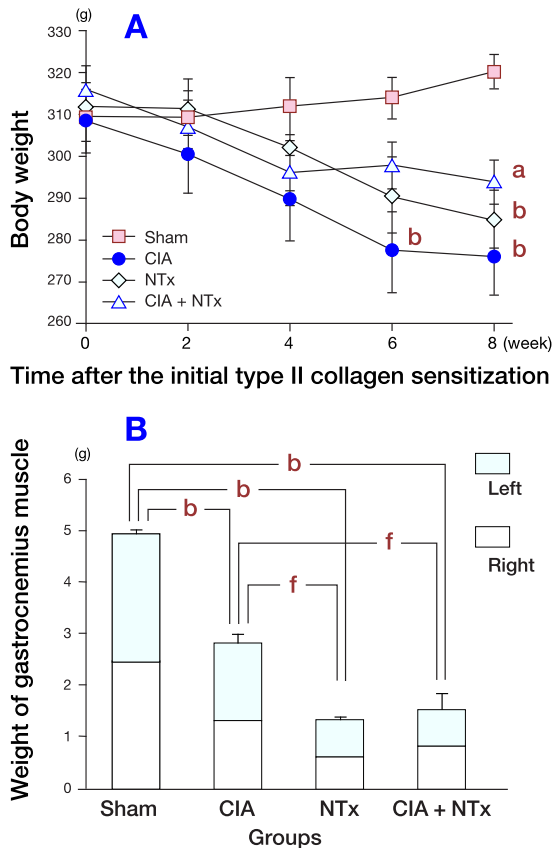 (g)
A
330
320
310
300
290
280
270
260
Body weight
a
b
b
b
Sham
CIA
NTx
CIA + NTx
0 2 4 6 8 (week)
Time after the initial type II collagen sensitization
B
(g)
6
5
4
3
2
1
0
Weight of gastrocnemius muscle
b
b
b
f
f
Left
Right
Sham CIA NTx CIA + NTx
Groups